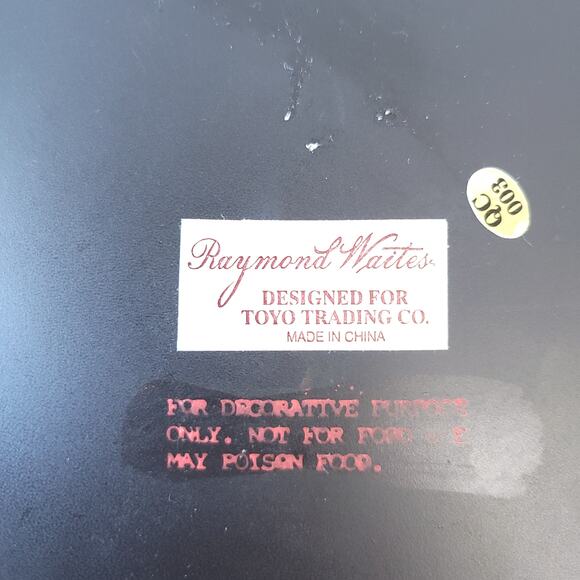 QC
003
Raymond Waites
DESIGNED FOR
TOYO TRADING CO.
MADE IN CHINA
FOR DECORATIVE PURPOSE
ONLY. NOT FOR FOOD
MAY POISON FOOD.